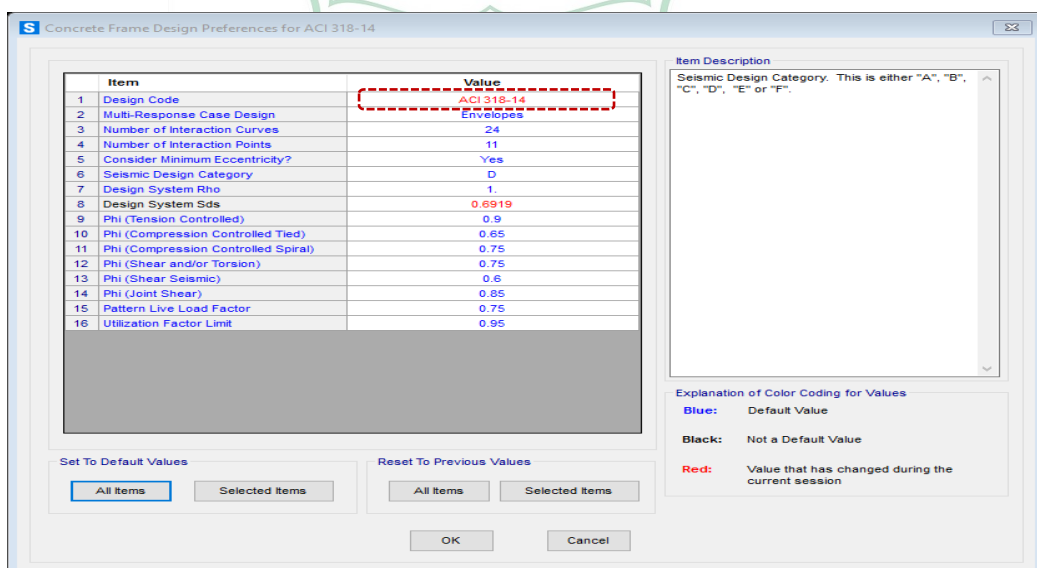 S Concrete Frame Design Preferences for ACI 318-14
Item Value
1 Design Code ACI 318-14
2 Multi-Response Case Design Envelopes
3 Number of Interaction Curves 24
4 Number of Interaction Points 11
5 Consider Minimum Eccentricity? Yes
6 Seismic Design Category D
7 Design System Rho 1.
8 Design System Sds 0.6919
9 Phi (Tension Controlled) 0.9
10 Phi (Compression Controlled Tied) 0.65
11 Phi (Compression Controlled Spiral) 0.75
12 Phi (Shear and/or Torsion) 0.75
13 Phi (Shear Seismic) 0.6
14 Phi (Joint Shear) 0.85
15 Pattern Live Load Factor 0.75
16 Utilization Factor Limit 0.95
Set To Default Values
All Items Selected Items
Reset To Previous Values
All Items Selected Items
Item Description
Seismic Design Category. This is either "A", "B",
"C", "D", "E" or "F".
Explanation of Color Coding for Values
Blue: Default Value
Black: Not a Default Value
Red: Value that has changed during the
current session
OK Cancel